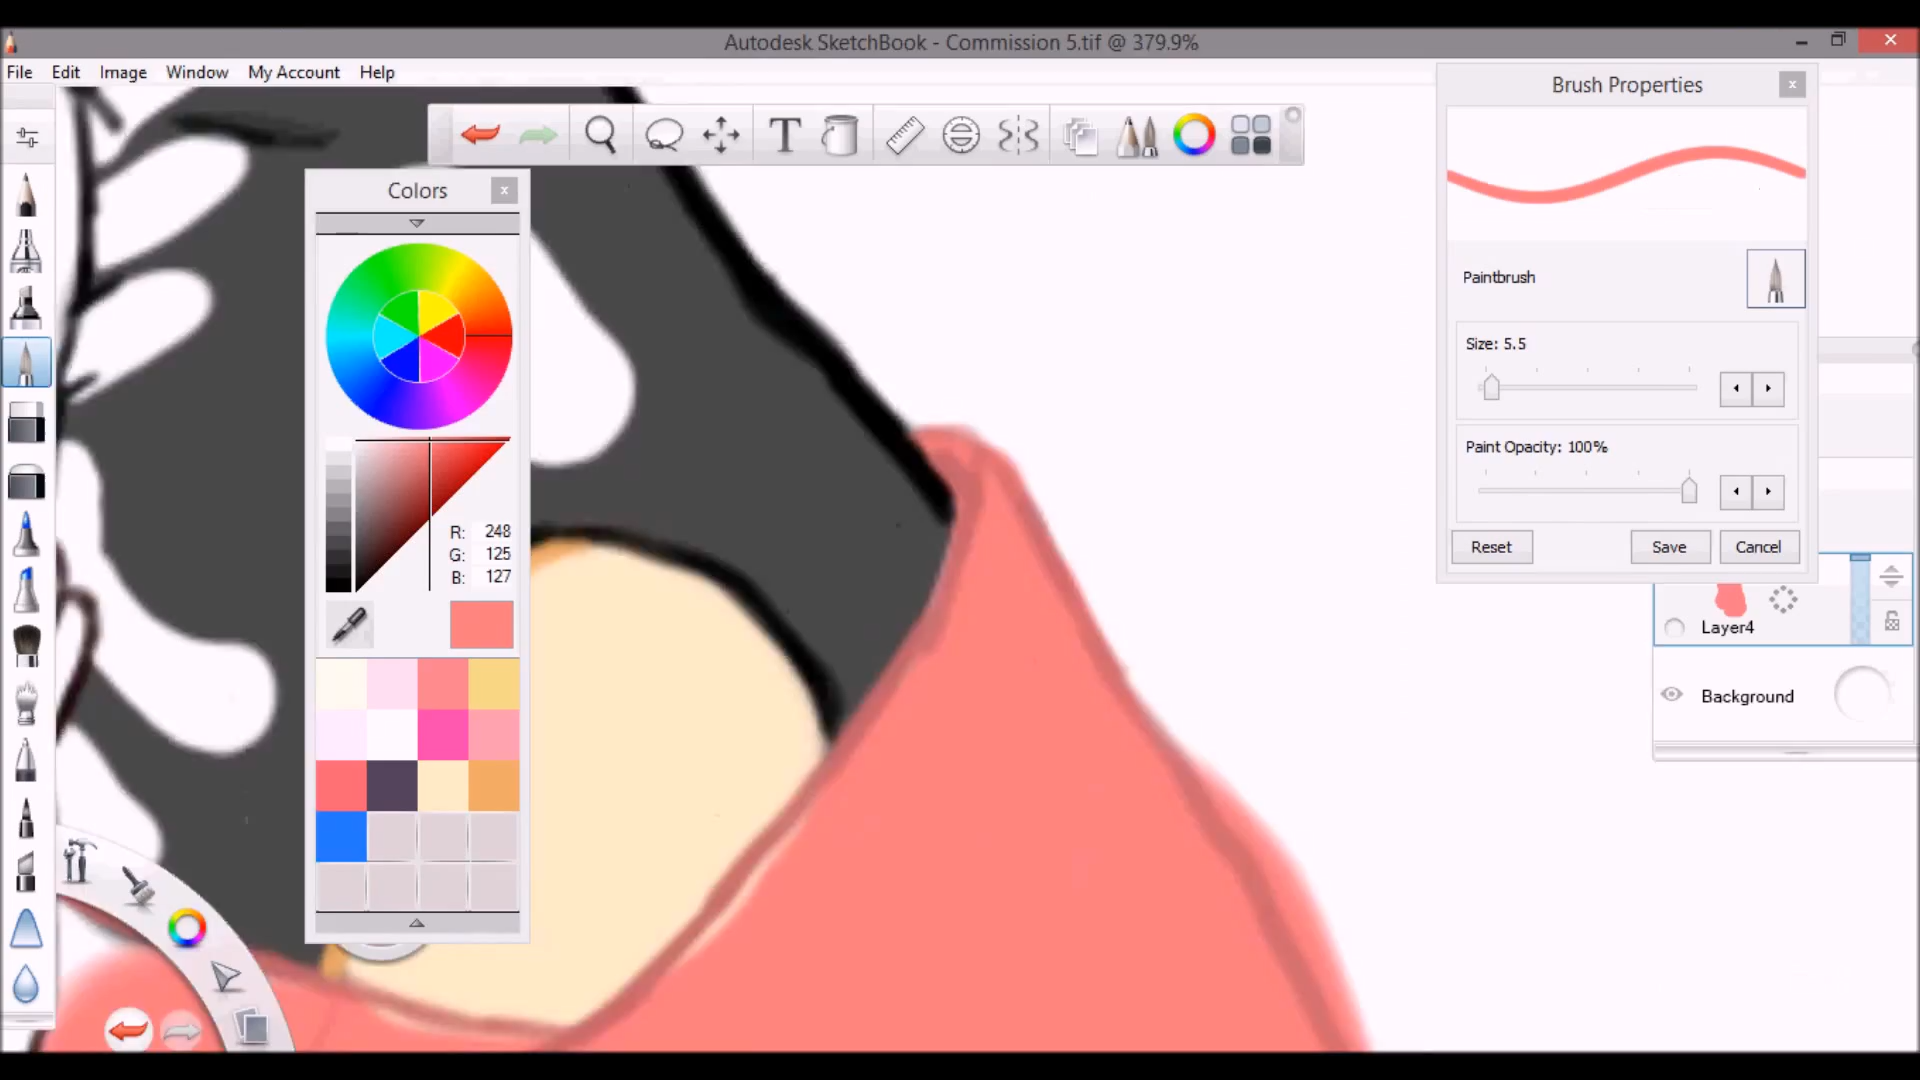 Autodesk SketchBook - Commission 5.tif @ 379.9%
File Edit Image Window My Account Help
Brush Properties
T
Colors
Paintbrush
Size: 5.5
Paint Opacity: 100%
R: 248
G: 125
B: 127
Reset Save Cancel
Layer4
Background